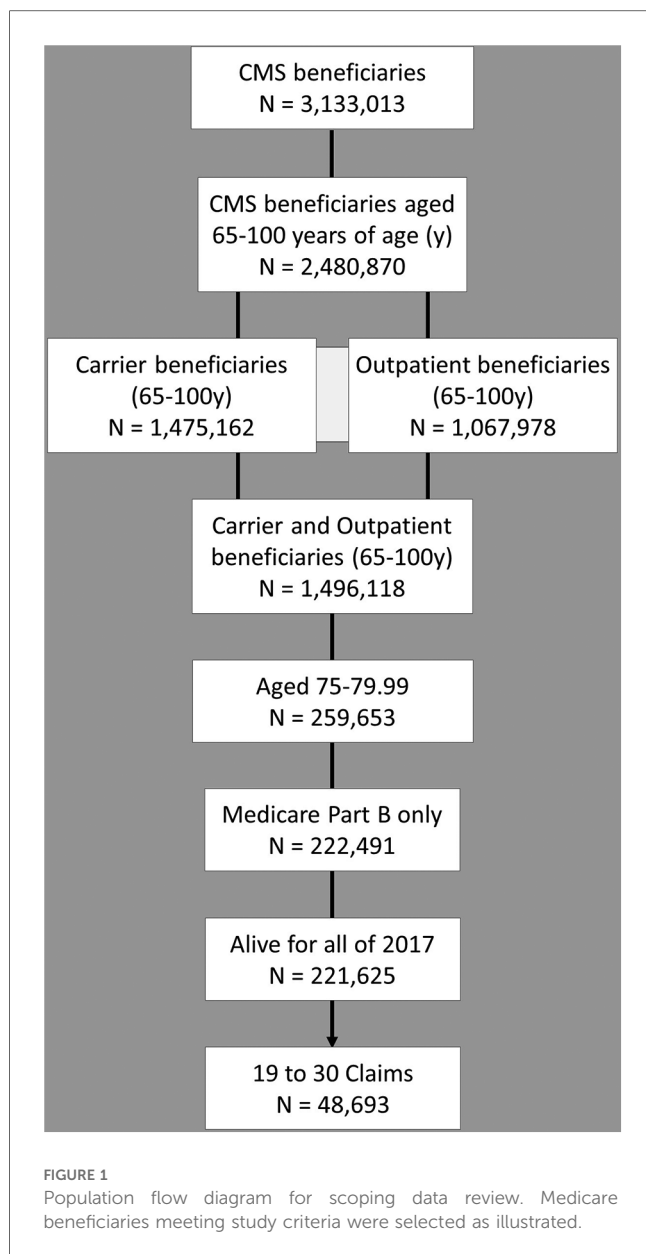 CMS beneficiaries
N = 3,133,013
CMS beneficiaries aged
65-100 years of age (y)
N = 2,480,870
Carrier beneficiaries
(65-100y)
N = 1,475,162
Outpatient beneficiaries
(65-100y)
N = 1,067,978
Carrier and Outpatient
beneficiaries (65-100y)
N = 1,496,118
Aged 75-79.99
N = 259,653
Medicare Part B only
N = 222,491
Alive for all of 2017
N = 221,625
19 to 30 Claims
N = 48,693
FIGURE 1
Population flow diagram for scoping data review. Medicare
beneficiaries meeting study criteria were selected as illustrated.